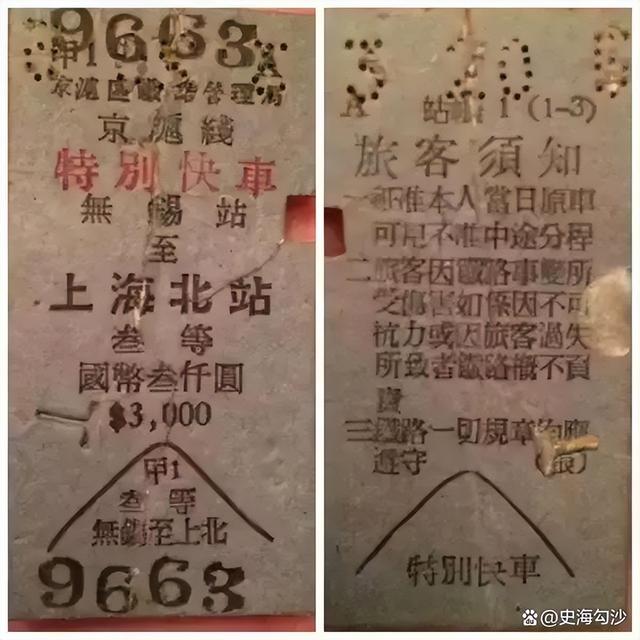 9663
甲1
京滬區鐵路管理局
京滬綫
特別快車
無錫站
至
上海北站
叁等
國幣叁仟圓
$3,000
甲1
叁等
無錫至上北
9663
A
站 1 (1-3)
旅客須知
一 准本人當日原車
可 不准中途分程
二 旅客因鐵路事變所
受傷害如係因不可
抗力或因旅客過失
所致者鐵路概不負
責
三 鐵路一切規章均應
遵守
特別快車
史海勾沙